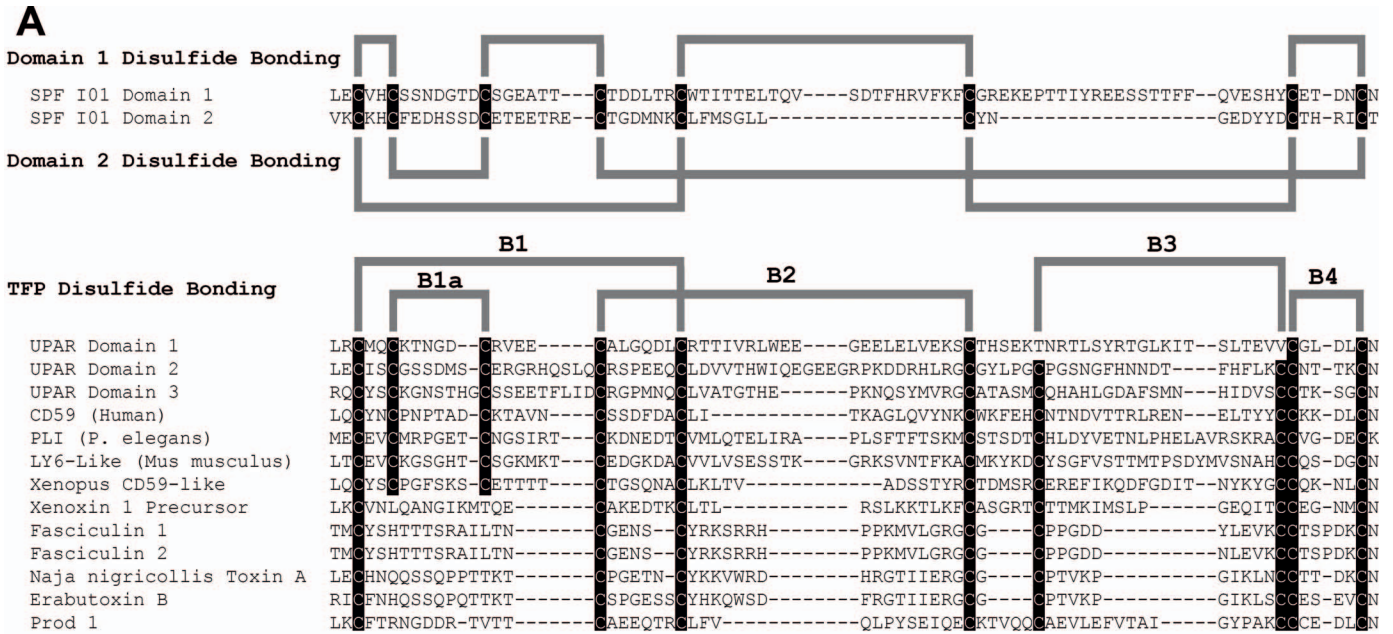 A
Domain 1 Disulfide Bonding
SPF I01 Domain 1 LECVHCSSNDGTDCSGEATT---CTDDLTRCWTITTELTQV----SDTFHRVFKFCGREKEPTTIYREESSTTFF--QVESHYCET-DNCN
SPF I01 Domain 2 VKCKHCFEDHSSDCETEETRE--CTGDMNKCLFMSGLL-----------------CYN-------------------GEDYYDCTH-RICT
Domain 2 Disulfide Bonding
B1
B3
B1a
B2
B4
TFP Disulfide Bonding
UPAR Domain 1 LRCMQCKTNGD--CRVEE-----CALGQDLCRTTIVRLWEE----GEELELVEKSCTHSEKTNRTLSYRTGLKIT--SLTEVVCGL-DLCN
UPAR Domain 2 LECISCGSSDMS-CERGRHQSLQCRSPEEQCLDVVTHWIQEGEEGRPKDDRHLRGCGYLPGCPGSNGFHNNDT----FHFLKCCNT-TKCN
UPAR Domain 3 RQCYSCKGNSTHGCSSEETFLIDCRGPMNQCLVATGTHE------PKNQSYMVRGCATASMCQHAHLGDAFSMN---HIDVSCCTK-SGCN
CD59 (Human) LQCYNCPNPTAD-CKTAVN----CSSDFDACLI------------TKAGLQVYNKCWKFEHCNTNDVTTRLREN---ELTYYCCKK-DLCN
PLI (P. elegans) MECEVCMRPGET-CNGSIRT---CKDNEDTCVMLQTELIRA----PLSFTFTSKMCSTSDTCHLDYVETNLPHELAVRSKRACCVG-DECK
LY6-Like (Mus musculus) LTCEVCKGSGHT-CSGKMKT---CEDGKDACVVLVSESSTK----GRKSVNTFKACMKYKDCYSGFVSTTMTPSDYMVSNAHCCQS-DGCN
Xenopus CD59-like LQCYSCPGFSKS-CETTTT----CTGSQNACLKLTV---------ADSSTYRCTDMSRCEREFIKQDFGDIT--NYKYGCCQK-NLCN
Xenoxin 1 Precursor LKCVNLQANGIKMTQE-------CAKEDTKCLTL-----------RSLKKTLKFCASGRTCTTMKIMSLP------GEQITCCEG-NMCN
Fasciculin 1 TMCYSHTTTSRAILTN-------CGENS--CYRKSRRH-------PPKMVLGRGCG----CPPGDD----------YLEVKCCTSPDKCN
Fasciculin 2 TMCYSHTTTSRAILTN-------CGENS--CYRKSRRH-------PPKMVLGRGCG----CPPGDD----------NLEVKCCTSPDKCN
Naja nigricollis Toxin A LECHNQQSSQPPTTKT-------CPGETN-CYKKVWRD-------HRGTIIERGCG----CPTVKP----------GIKLNCCTT-DKCN
Erabutoxin B RICFNHQSSQPQTTKT-------CSPGESSCYHKQWSD-------FRGTIIERGCG----CPTVKP----------GIKLSCCES-EVCN
Prod 1 LKCFTRNGDDR-TVTT-------CAEEQTRCLFV-----------QLPYSEIQECKTVQQCAEVLEFVTAI-----GYPAKCCCEDLCN